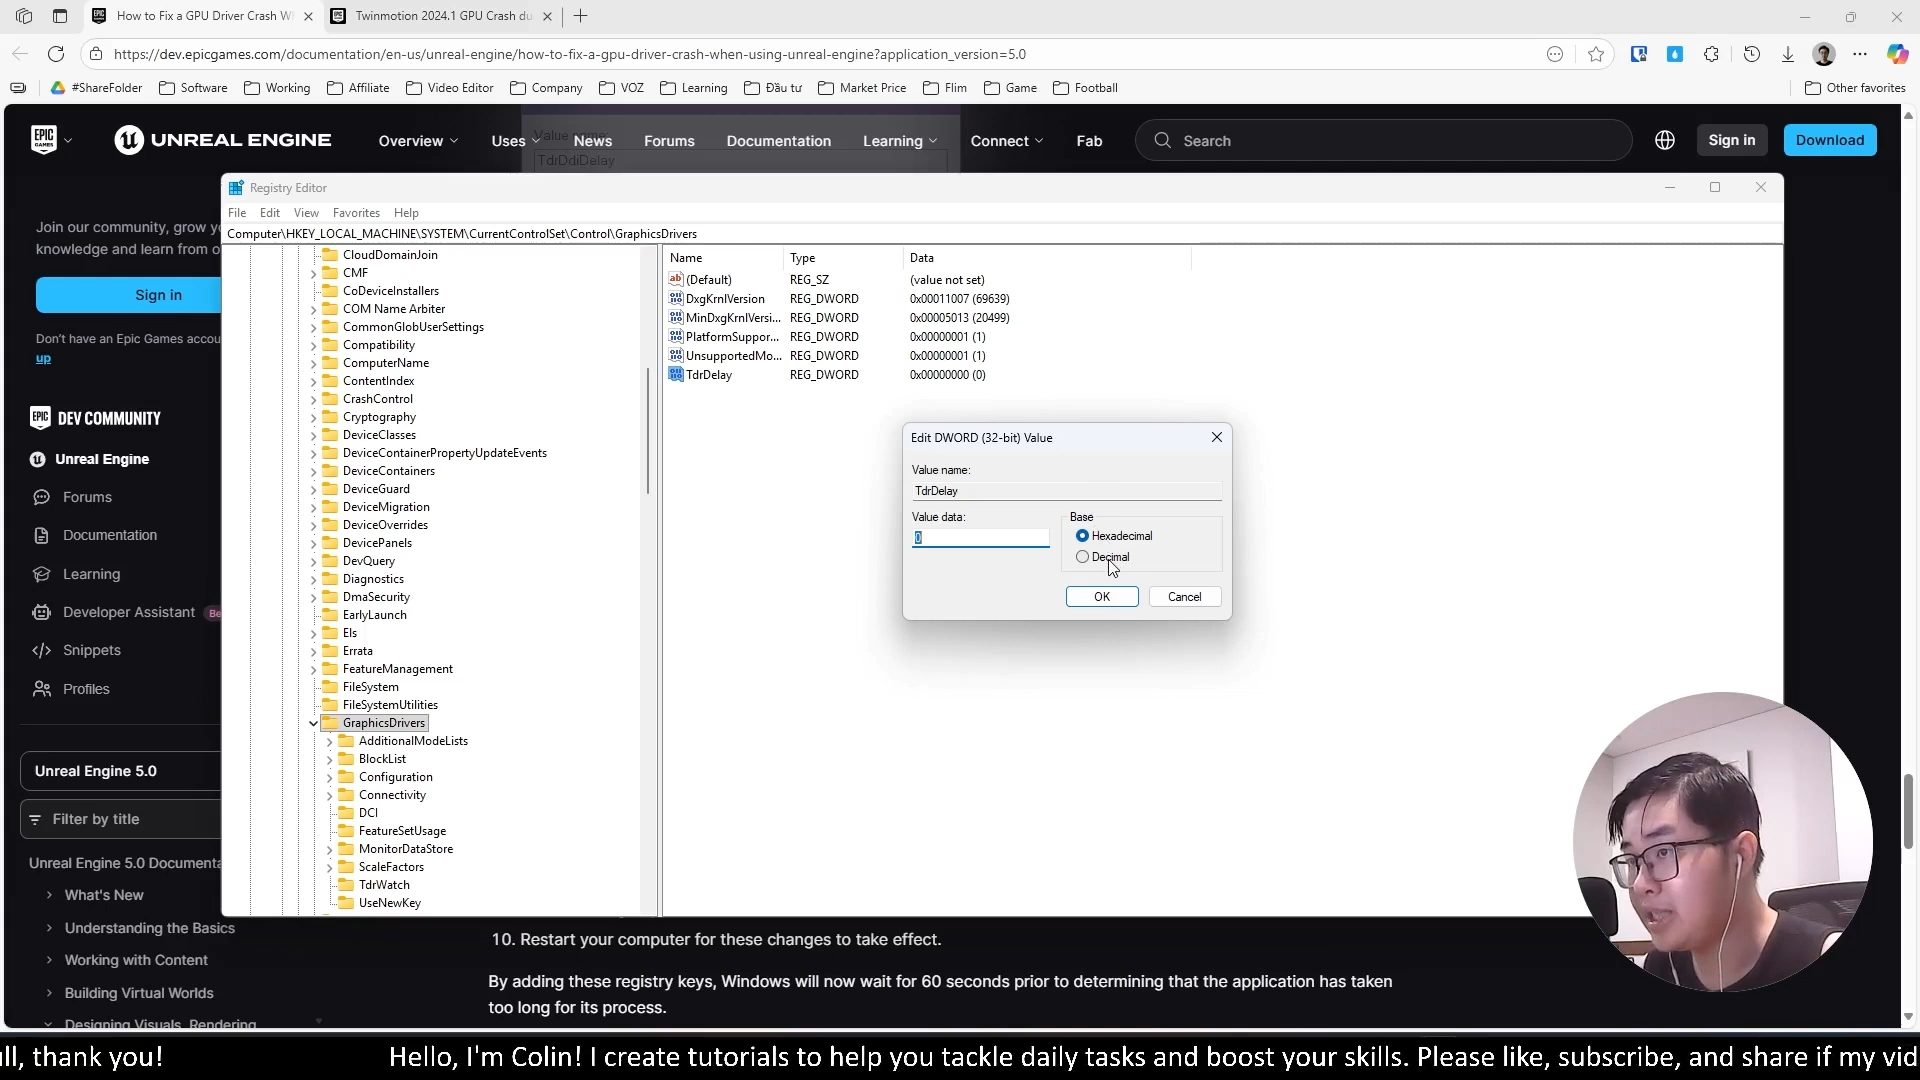 How to Fix a GPU Driver Crash W
Twinmotion 2024.1 GPU Crash du
https://dev.epicgames.com/documentation/en-us/unreal-engine/how-to-fix-a-gpu-driver-crash-when-using-unreal-engine?application_version=5.0
#ShareFolder
Software
Working
Affiliate
Video Editor
Company
VOZ
Learning
Đầu tư
Market Price
Flim
Game
Football
Other favorites
EPIC GAMES
UNREAL ENGINE
Overview
Uses
News
Forums
Documentation
Learning
Connect
Fab
Search
Sign in
Download
Value name:
TdrDdiDelay
Join our community, grow y
knowledge and learn from o
Sign in
Don't have an Epic Games accou
up
EPIC DEV COMMUNITY
Unreal Engine
Forums
Documentation
Learning
Developer Assistant Be
Snippets
Profiles
Unreal Engine 5.0
Filter by title
Unreal Engine 5.0 Documenta
What's New
Understanding the Basics
Working with Content
Building Virtual Worlds
Designing Visuals, Rendering
Registry Editor
File Edit View Favorites Help
Computer\HKEY_LOCAL_MACHINE\SYSTEM\CurrentControlSet\Control\GraphicsDrivers
CloudDomainJoin
CMF
CoDeviceInstallers
COM Name Arbiter
CommonGlobUserSettings
Compatibility
ComputerName
ContentIndex
CrashControl
Cryptography
DeviceClasses
DeviceContainerPropertyUpdateEvents
DeviceContainers
DeviceGuard
DeviceMigration
DeviceOverrides
DevicePanels
DevQuery
Diagnostics
DmaSecurity
EarlyLaunch
Els
Errata
FeatureManagement
FileSystem
FileSystemUtilities
GraphicsDrivers
AdditionalModeLists
BlockList
Configuration
Connectivity
DCI
FeatureSetUsage
MonitorDataStore
ScaleFactors
TdrWatch
UseNewKey
Name Type Data
(Default) REG_SZ (value not set)
DxgKrnlVersion REG_DWORD 0x00011007 (69639)
MinDxgKrnlVersi... REG_DWORD 0x00005013 (20499)
PlatformSuppor... REG_DWORD 0x00000001 (1)
UnsupportedMo... REG_DWORD 0x00000001 (1)
TdrDelay REG_DWORD 0x00000000 (0)
Edit DWORD (32-bit) Value
Value name:
TdrDelay
Value data:
0
Base
Hexadecimal
Decimal
OK
Cancel
10. Restart your computer for these changes to take effect.
By adding these registry keys, Windows will now wait for 60 seconds prior to determining that the application has taken
too long for its process.
ull, thank you! Hello, I'm Colin! I create tutorials to help you tackle daily tasks and boost your skills. Please like, subscribe, and share if my vid